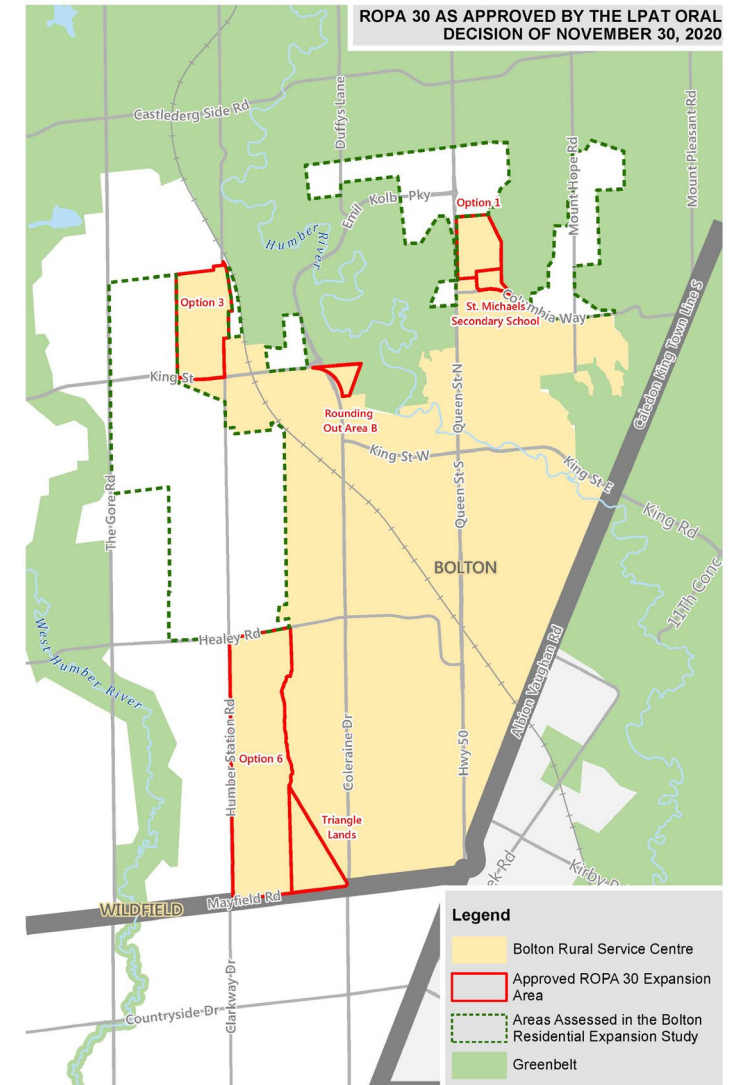 ROPA 30 AS APPROVED BY THE LPAT ORAL
DECISION OF NOVEMBER 30, 2020
Castlederg Side Rd
Duffys Lane
Mount Hope Rd
Mount Pleasant Rd
Emil Kolb Pky
Option 1
Humber
River
Option 3
St. Michaels
Secondary School
Columbia Way
King St
Rounding
Out Area B
Queen St N
Caledon King Town Line S
King St W
King St E
The Gore Rd
Queen St S
King Rd
BOLTON
11Th Conc
Healey Rd
West Humber River
Albion Vaughan Rd
Humber Station Rd
Option 6
Coleraine Dr
Hwy 50
Triangle
Lands
Kirby
WILDFIELD
Mayfield Rd
Clarkway Dr
Countryside Dr
Legend
Bolton Rural Service Centre
Approved ROPA 30 Expansion
Area
Areas Assessed in the Bolton
Residential Expansion Study
Greenbelt